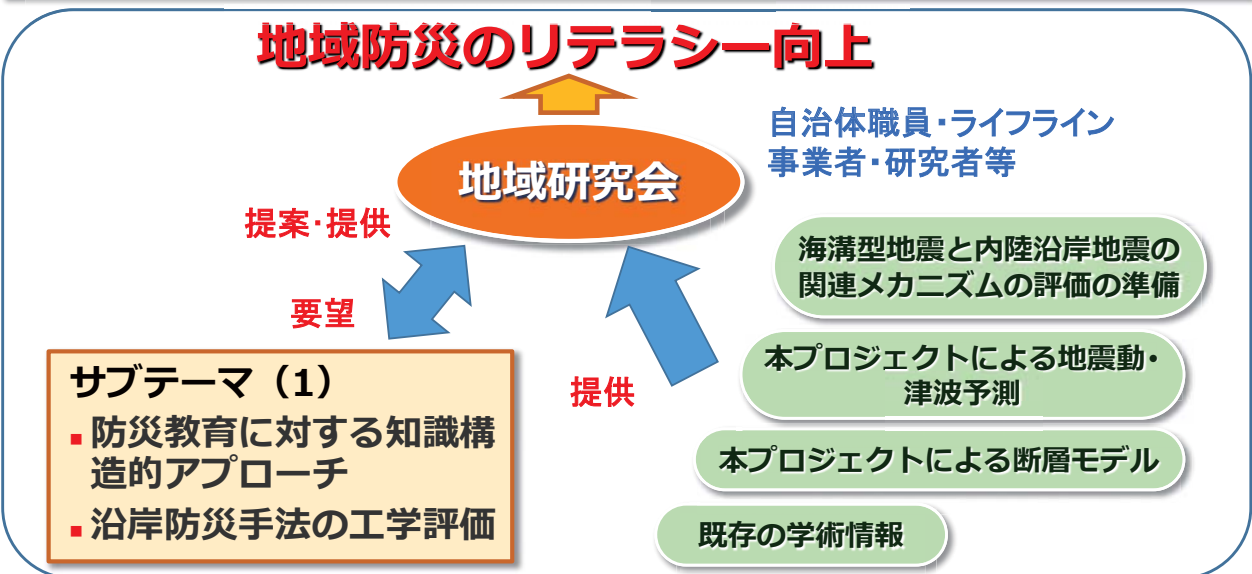 地域防災のリテラシー向上
地域研究会
自治体職員・ライフライン
事業者・研究者等
提案・提供
要望
提供
海溝型地震と内陸沿岸地震の
関連メカニズムの評価の準備
本プロジェクトによる地震動・
津波予測
本プロジェクトによる断層モデル
既存の学術情報
サブテーマ（1）
▪防災教育に対する知識構
造的アプローチ
▪沿岸防災手法の工学評価